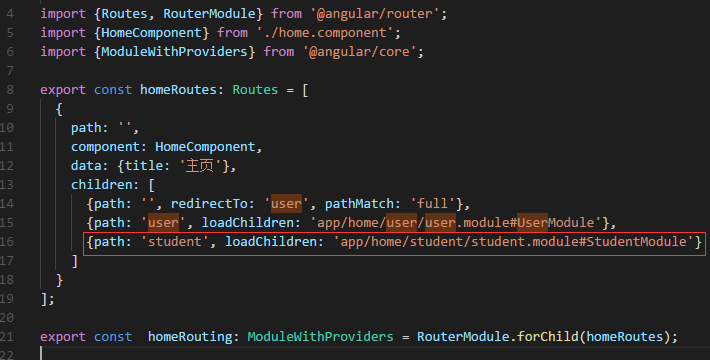 4 import {Routes, RouterModule} from '@angular/router';
5 import {HomeComponent} from './home.component';
6 import {ModuleWithProviders} from '@angular/core';
7
8 export const homeRoutes: Routes = [
9 {
10 path: '',
11 component: HomeComponent,
12 data: {title: '主页'},
13 children: [
14 {path: '', redirectTo: 'user', pathMatch: 'full'},
15 {path: 'user', loadChildren: 'app/home/user/user.module#UserModule'},
16 {path: 'student', loadChildren: 'app/home/student/student.module#StudentModule'}
17 ]
18 }
19 ];
20
21 export const  homeRouting: ModuleWithProviders = RouterModule.forChild(homeRoutes);
22